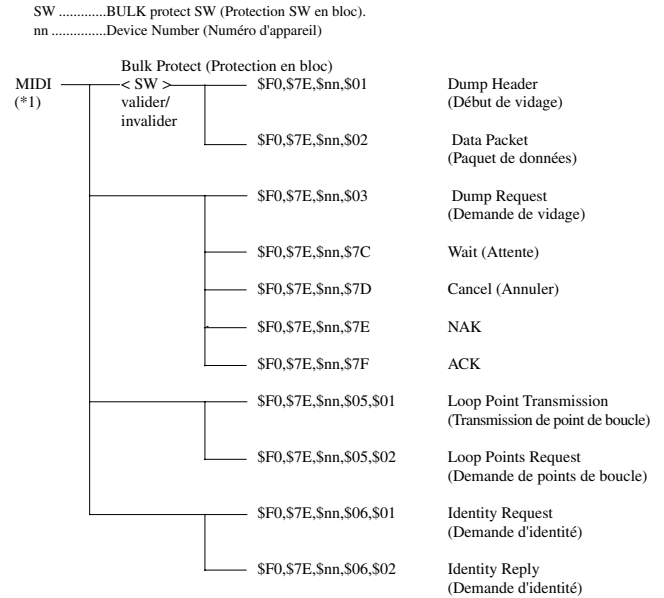 SW .............BULK protect SW (Protection SW en bloc).
nn ...............Device Number (Numéro d'appareil)
Bulk Protect (Protection en bloc)
MIDI < SW > $F0,$7E,$nn,$01 Dump Header
(*1) valider/ (Début de vidage)
invalider
$F0,$7E,$nn,$02 Data Packet
(Paquet de données)
$F0,$7E,$nn,$03 Dump Request
(Demande de vidage)
$F0,$7E,$nn,$7C Wait (Attente)
$F0,$7E,$nn,$7D Cancel (Annuler)
$F0,$7E,$nn,$7E NAK
$F0,$7E,$nn,$7F ACK
$F0,$7E,$nn,$05,$01 Loop Point Transmission
(Transmission de point de boucle)
$F0,$7E,$nn,$05,$02 Loop Points Request
(Demande de points de boucle)
$F0,$7E,$nn,$06,$01 Identity Request
(Demande d'identité)
$F0,$7E,$nn,$06,$02 Identity Reply
(Demande d'identité)